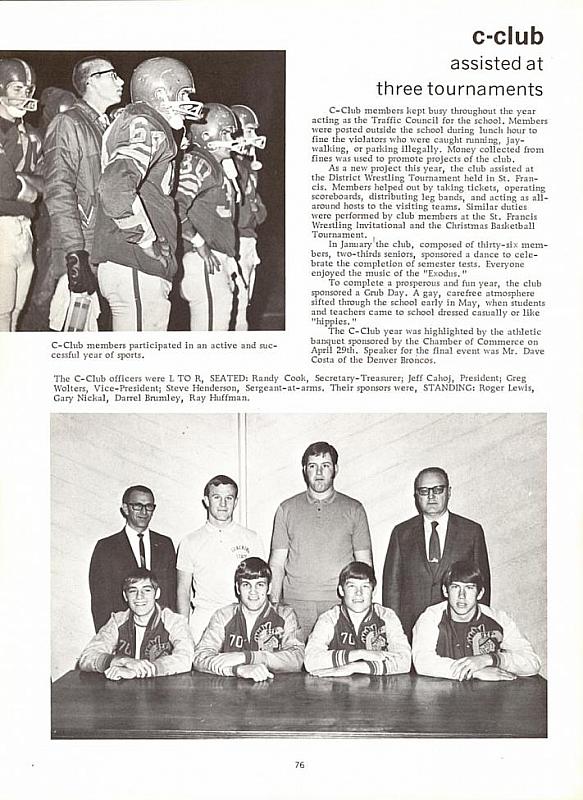 c-club
assisted at
three tournaments
C-Club members kept busy throughout the year
acting as the Traffic Council for the school. Members
were posted outside the school during lunch hour to
fine the violators who were caught running, jay-
walking, or parking illegally. Money collected from
fines was used to promote projects of the club.
As a new project this year, the club assisted at
the District Wrestling Tournament held in St. Fran-
cis. Members helped out by taking tickets, operating
scoreboards, distributing leg bands, and acting as all-
around hosts to the visiting teams. Similar duties
were performed by club members at the St. Francis
Wrestling Invitational and the Christmas Basketball
Tournament.
In January the club, composed of thirty-six mem-
bers, two-thirds seniors, sponsored a dance to cele-
brate the completion of semester tests. Everyone
enjoyed the music of the "Exodus."
To complete a prosperous and fun year, the club
sponsored a Grub Day. A gay, carefree atmosphere
sifted through the school early in May, when students
and teachers came to school dressed casually or like
"hippies."
The C-Club year was highlighted by the athletic
banquet sponsored by the Chamber of Commerce on
April 29th. Speaker for the final event was Mr. Dave
Costa of the Denver Broncos.
C-Club members participated in an active and suc-
cessful year of sports.
The C-Club officers were L TO R, SEATED: Randy Cook, Secretary-Treasurer; Jeff Cahoj, President; Greg
Wolters, Vice-President; Steve Henderson, Sergeant-at-arms. Their sponsors were, STANDING: Roger Lewis,
Gary Nickal, Darrel Brumley, Ray Huffman.
70
70
76